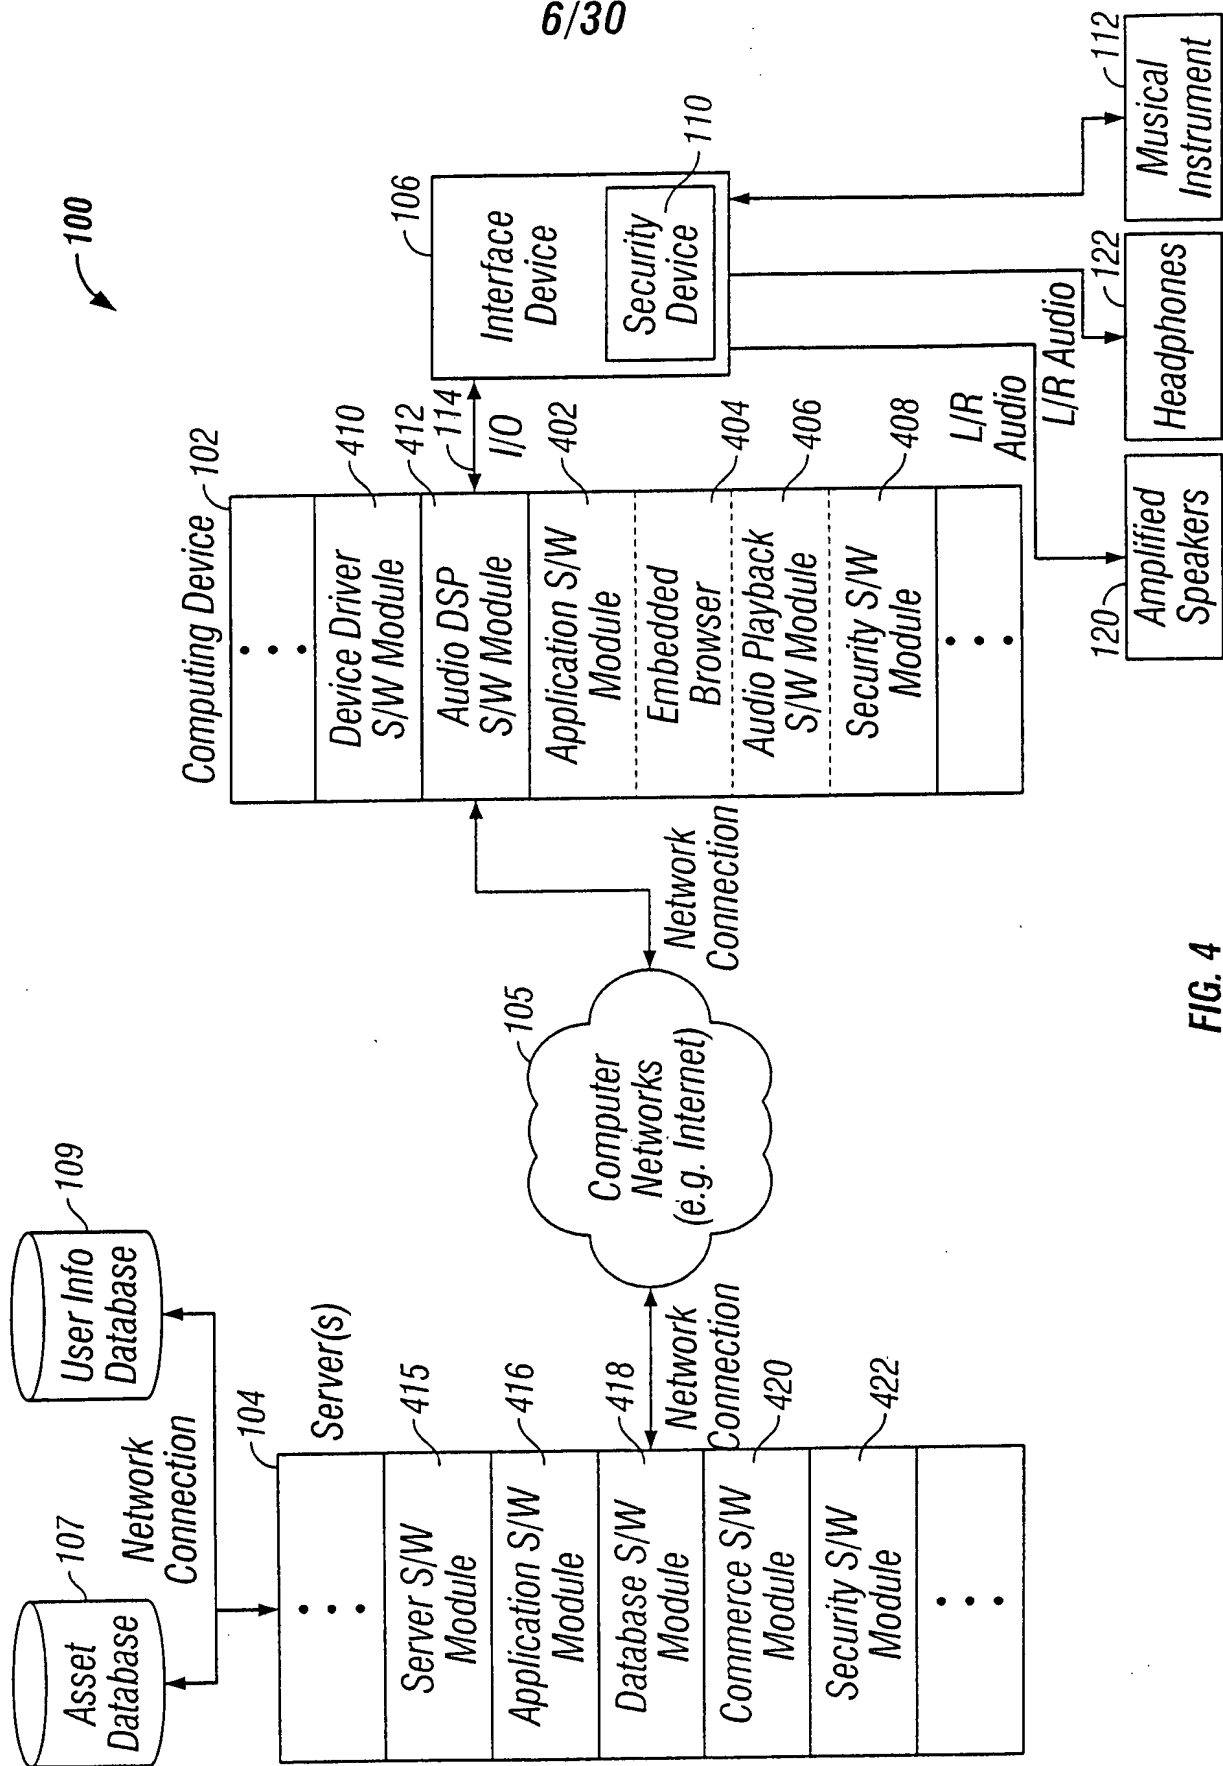 6/30
100
107
Asset
Database
109
User Info
Database
Network
Connection
104
Server(s)
Server S/W
Module
415
Application S/W
Module
416
Database S/W
Module
418
Commerce S/W
Module
420
Security S/W
Module
422
Network
Connection
105
Computer
Networks
(e.g. Internet)
Network
Connection
Computing Device
102
Device Driver
S/W Module
410
Audio DSP
S/W Module
412
Application S/W
Module
402
Embedded
Browser
404
Audio Playback
S/W Module
406
Security S/W
Module
408
114
I/O
106
Interface
Device
Security
Device
110
L/R
Audio
L/R Audio
120
Amplified
Speakers
122
Headphones
112
Musical
Instrument
FIG. 4